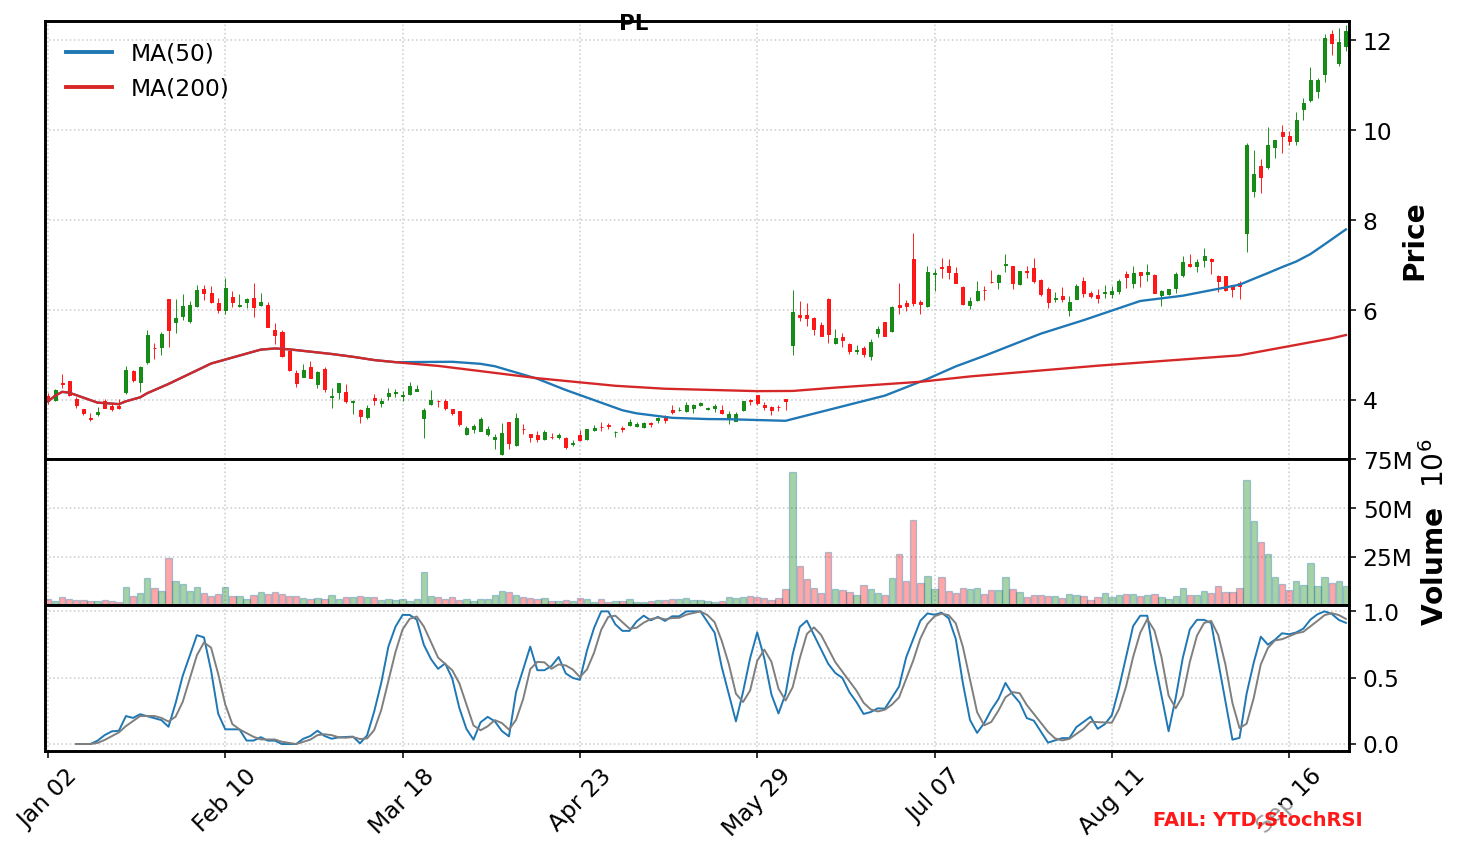 PL
MA(50)
MA(200)
12
10
8
6
4
Price
75M
50M
25M
Volume 10^6
1.0
0.5
0.0
Jan 02
Feb 10
Mar 18
Apr 23
May 29
Jul 07
Aug 11
Sep 16
FAIL: YTD,StochRSI